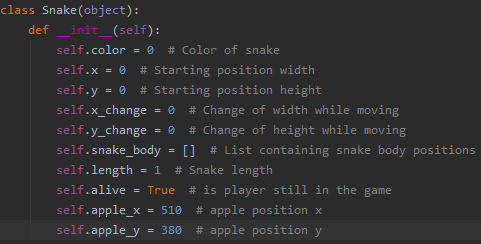 class Snake(object):
def __init__(self):
self.color = 0  # Color of snake
self.x = 0  # Starting position width
self.y = 0  # Starting position height
self.x_change = 0  # Change of width while moving
self.y_change = 0  # Change of height while moving
self.snake_body = []  # List containing snake body positions
self.length = 1  # Snake length
self.alive = True  # is player still in the game
self.apple_x = 510  # apple position x
self.apple_y = 380  # apple position y